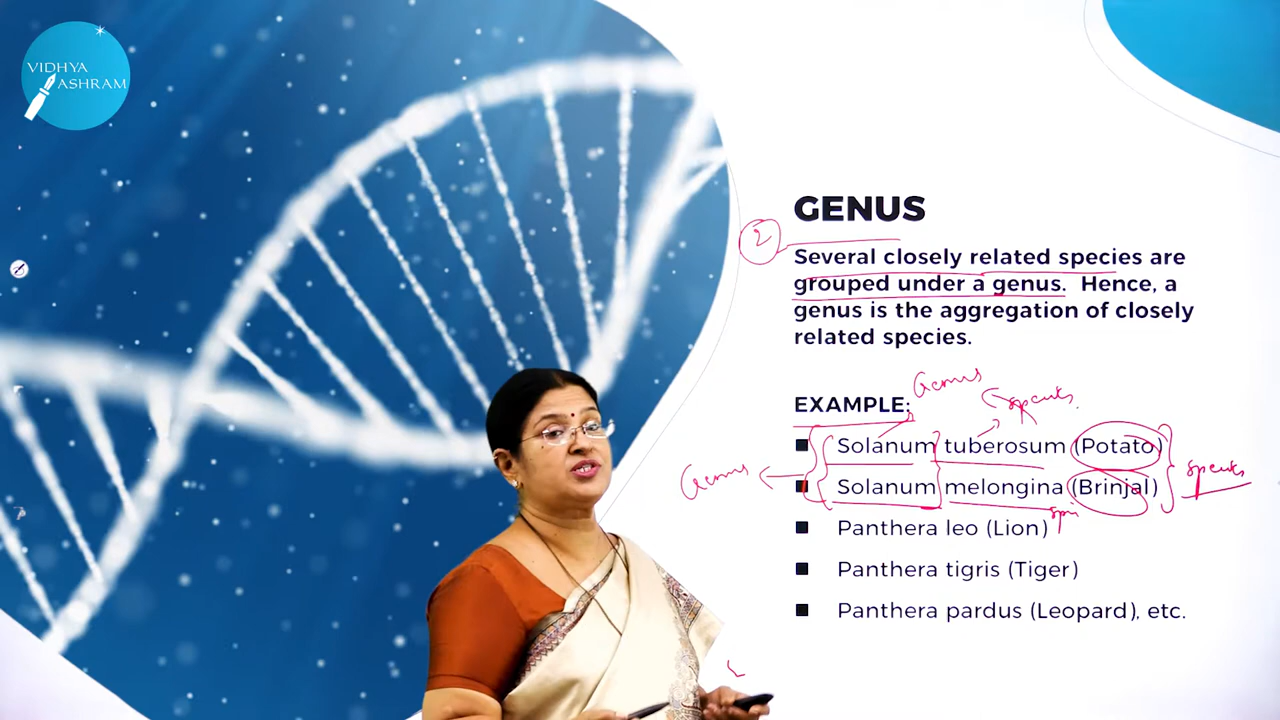 VIDHYA
ASHRAM
GENUS
2
Several closely related species are
grouped under a genus. Hence, a
genus is the aggregation of closely
related species.
Genus
EXAMPLE:
Solanum tuberosum (Potato)
Genus
Solanum melongina (Brinjal)
Panthera leo (Lion)
Panthera tigris (Tiger)
Panthera pardus (Leopard), etc.